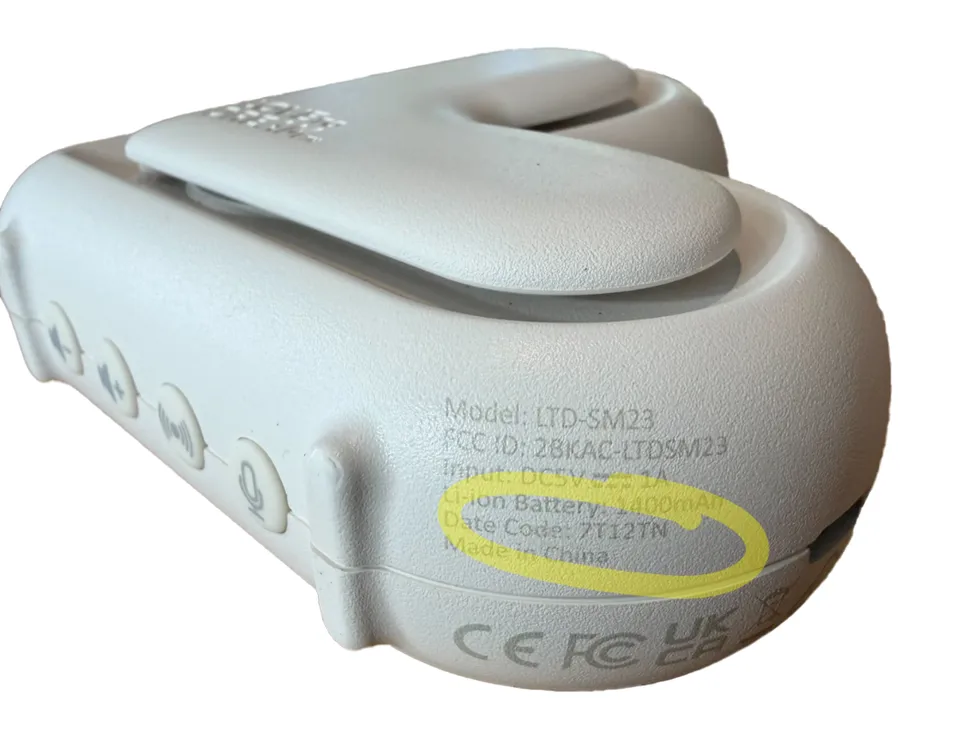 Model: LTD-SM23
FCC ID: 2BKAC-LTDSM23
Input: DC5V ⎓ 1A
Li-ion Battery: 1400mAh
Date Code: 7T12TN
Made in China
CE FC UK CA